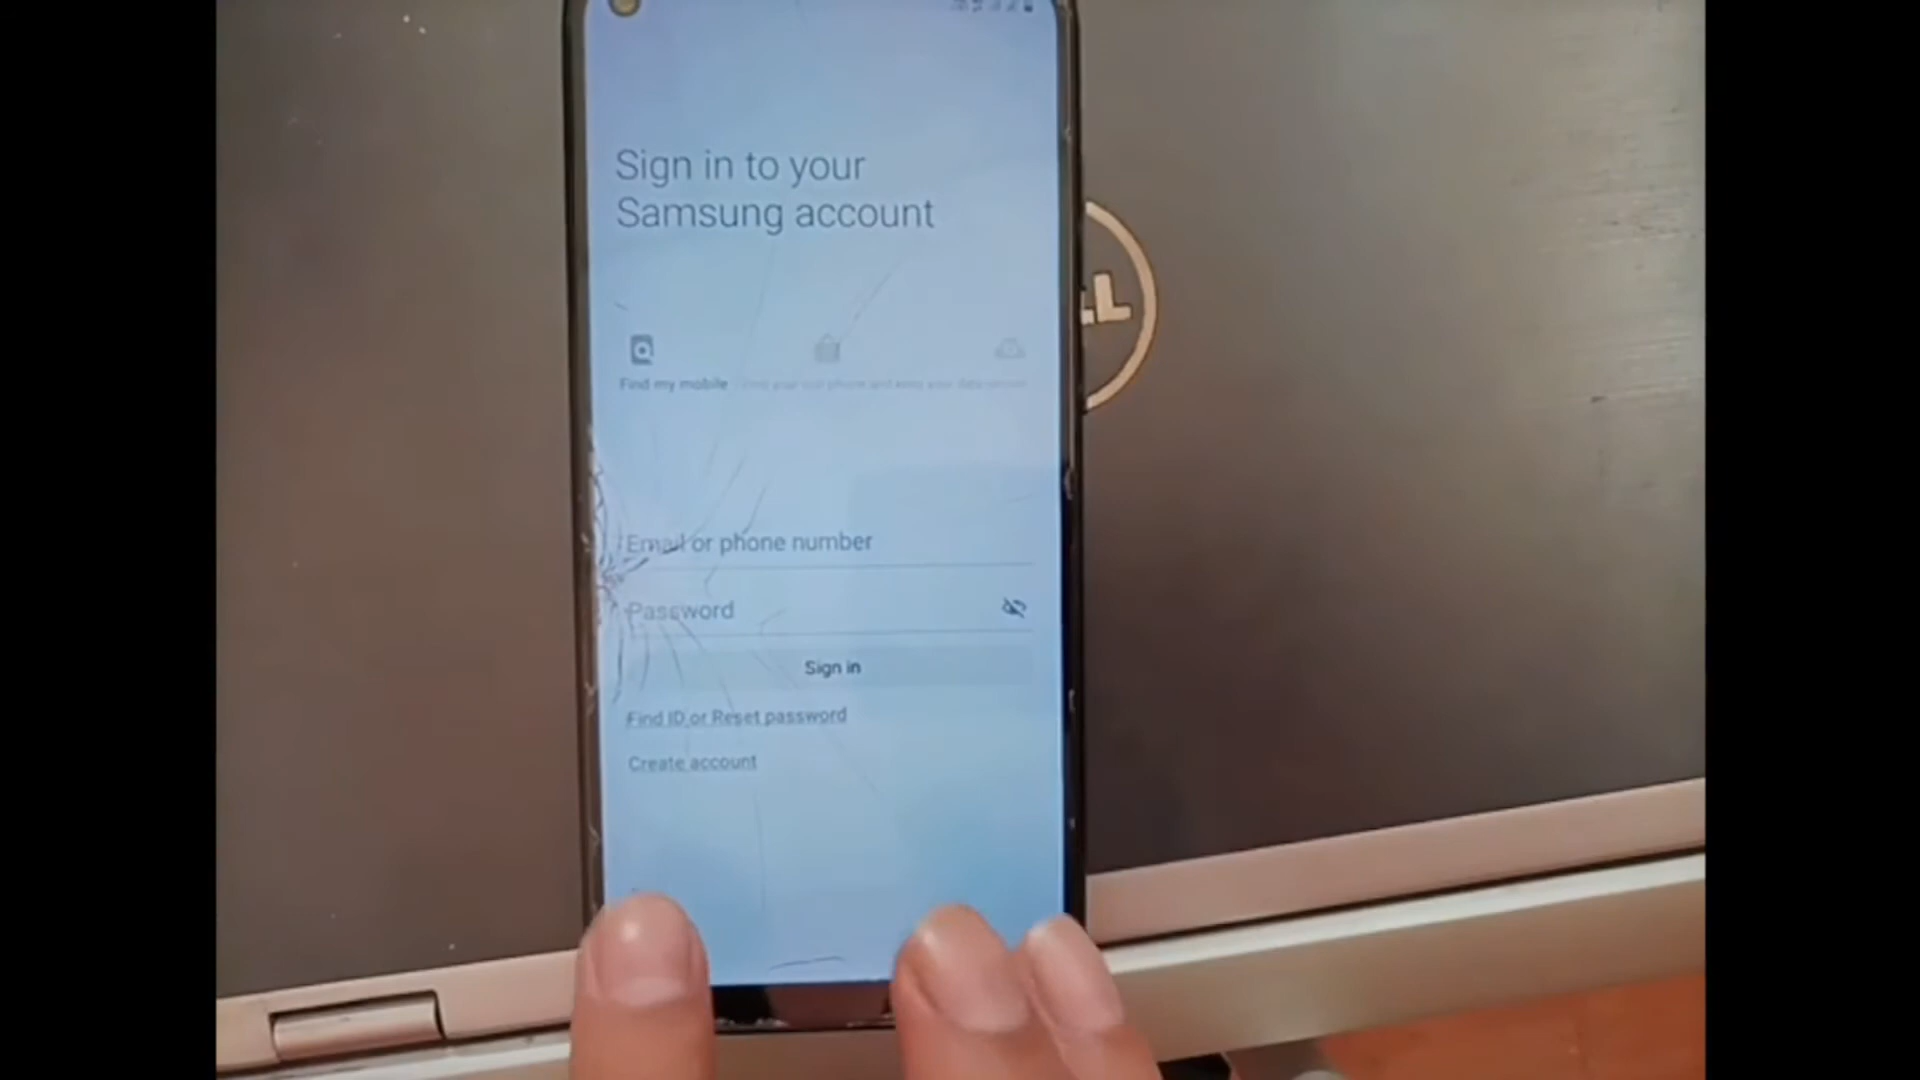 Sign in to your
Samsung account
Find my mobile
Email or phone number
Password
Sign in
Find ID or Reset password
Create account